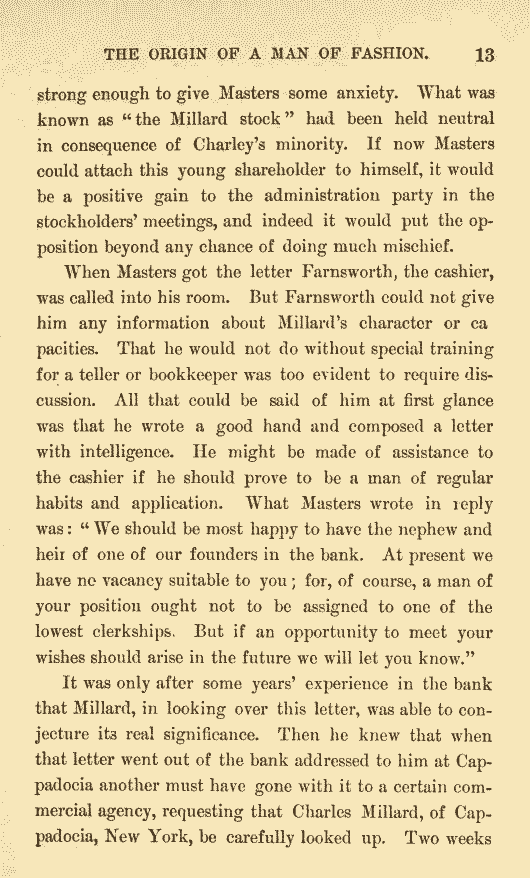 THE ORIGIN OF A MAN OF FASHION. 13
strong enough to give Masters some anxiety. What was
known as “the Millard stock” had been held neutral
in consequence of Charley’s minority. If now Masters
could attach this young shareholder to himself, it would
be a positive gain to the administration party in the
stockholders’ meetings, and indeed it would put the op-
position beyond any chance of doing much mischief.
When Masters got the letter Farnsworth, the cashier,
was called into his room. But Farnsworth could not give
him any information about Millard’s character or ca
pacities. That he would not do without special training
for a teller or bookkeeper was too evident to require dis-
cussion. All that could be said of him at first glance
was that he wrote a good hand and composed a letter
with intelligence. He might be made of assistance to
the cashier if he should prove to be a man of regular
habits and application. What Masters wrote in reply
was: “We should be most happy to have the nephew and
heir of one of our founders in the bank. At present we
have no vacancy suitable to you; for, of course, a man of
your position ought not to be assigned to one of the
lowest clerkships. But if an opportunity to meet your
wishes should arise in the future we will let you know.”
It was only after some years’ experience in the bank
that Millard, in looking over this letter, was able to con-
jecture its real significance. Then he knew that when
that letter went out of the bank addressed to him at Cap-
padocia another must have gone with it to a certain com-
mercial agency, requesting that Charles Millard, of Cap-
padocia, New York, be carefully looked up. Two weeks